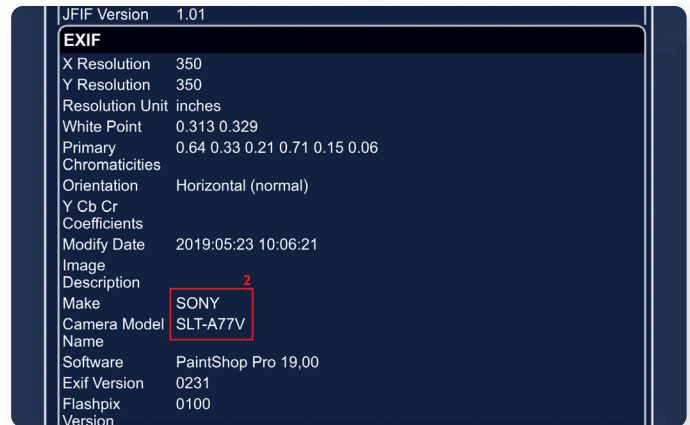 JFIF Version 1.01
EXIF
X Resolution 350
Y Resolution 350
Resolution Unit inches
White Point 0.313 0.329
Primary 0.64 0.33 0.21 0.71 0.15 0.06
Chromaticities
Orientation Horizontal (normal)
Y Cb Cr
Coefficients
Modify Date 2019:05:23 10:06:21
Image
Description
2
Make SONY
Camera Model SLT-A77V
Name
Software PaintShop Pro 19,00
Exif Version 0231
Flashpix 0100
Version